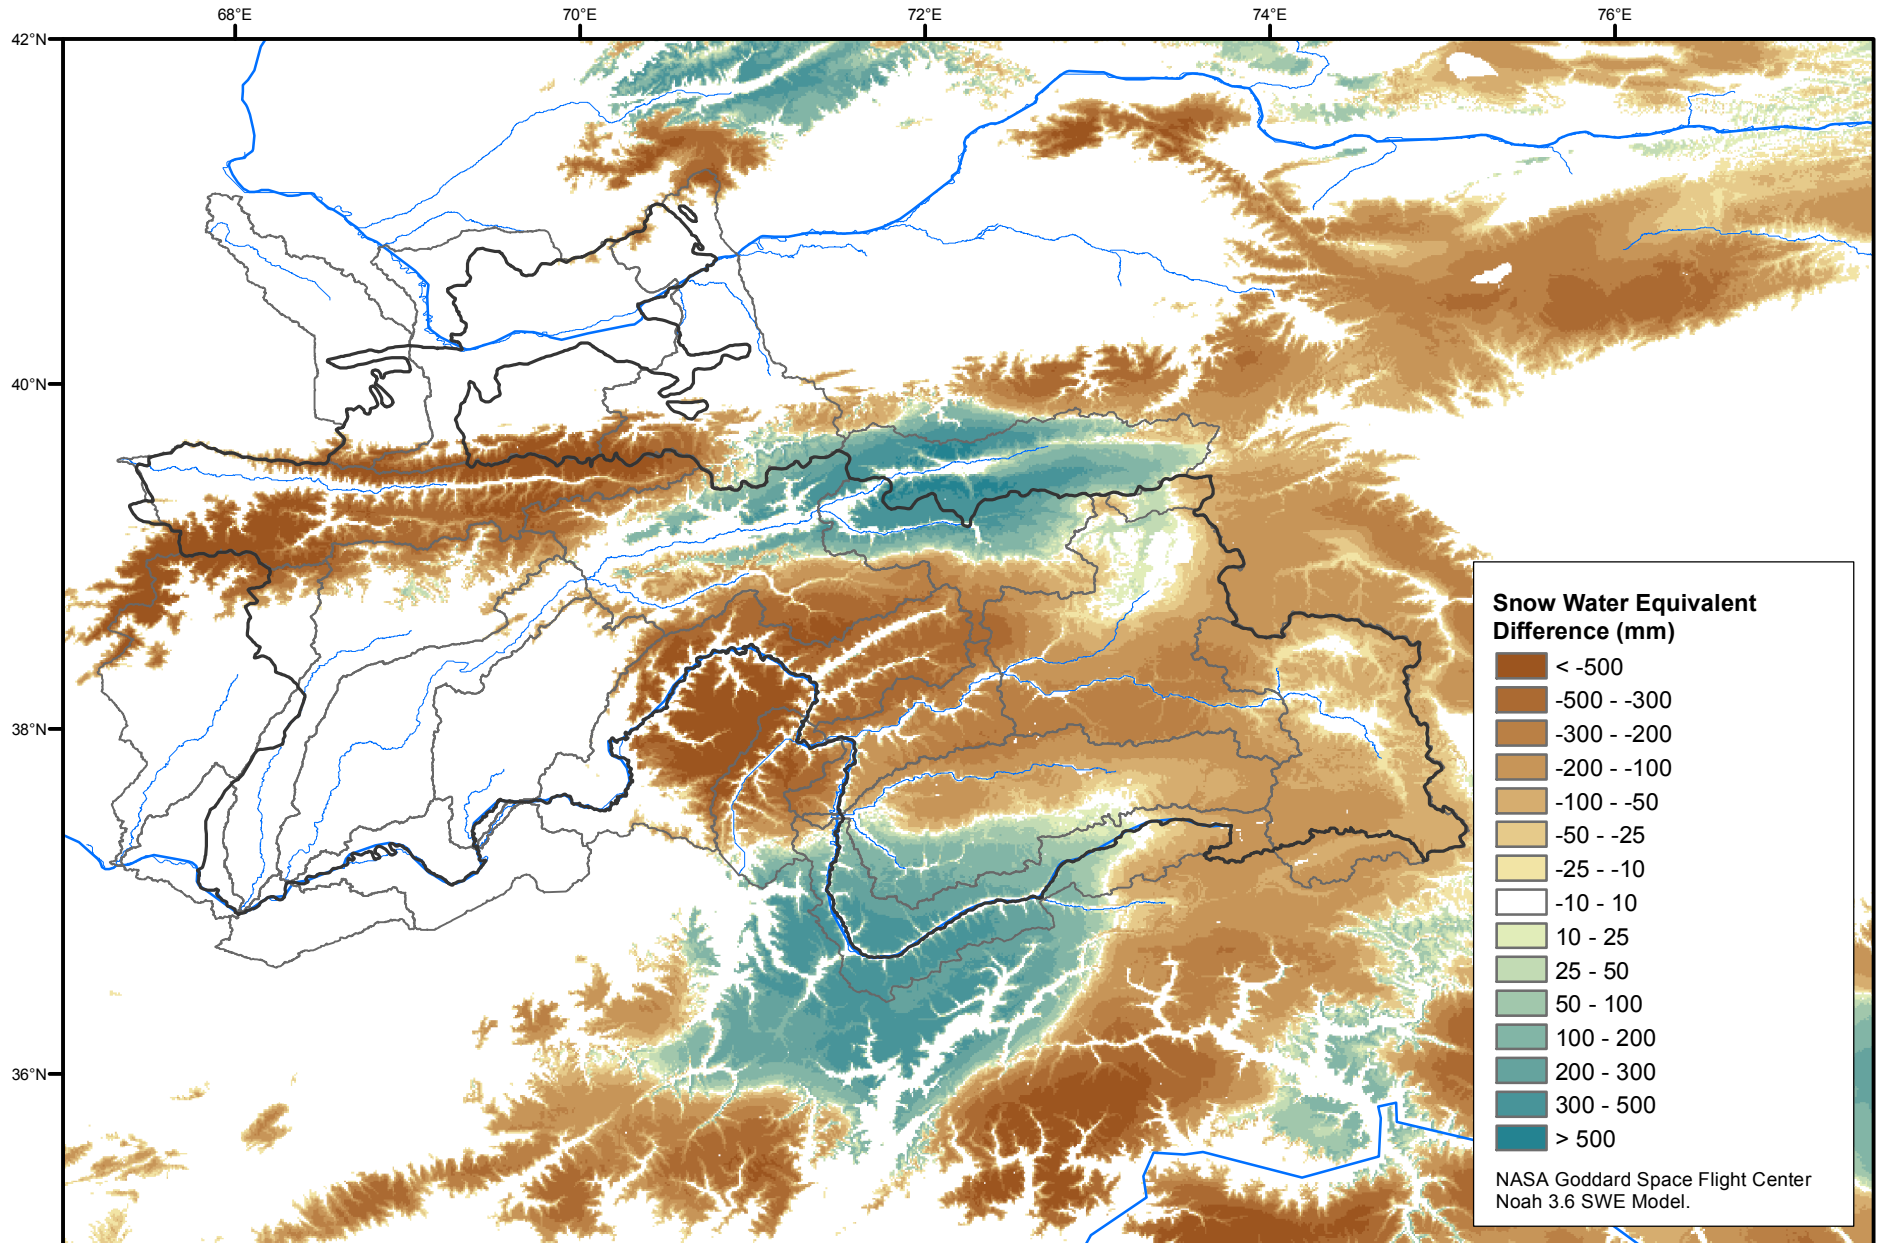 68°E
70°E
72°E
74°E
76°E
42°N
40°N
38°N
36°N
Snow Water Equivalent
Difference (mm)
< -500
-500 - -300
-300 - -200
-200 - -100
-100 - -50
-50 - -25
-25 - -10
-10 - 10
10 - 25
25 - 50
50 - 100
100 - 200
200 - 300
300 - 500
> 500
NASA Goddard Space Flight Center
Noah 3.6 SWE Model.